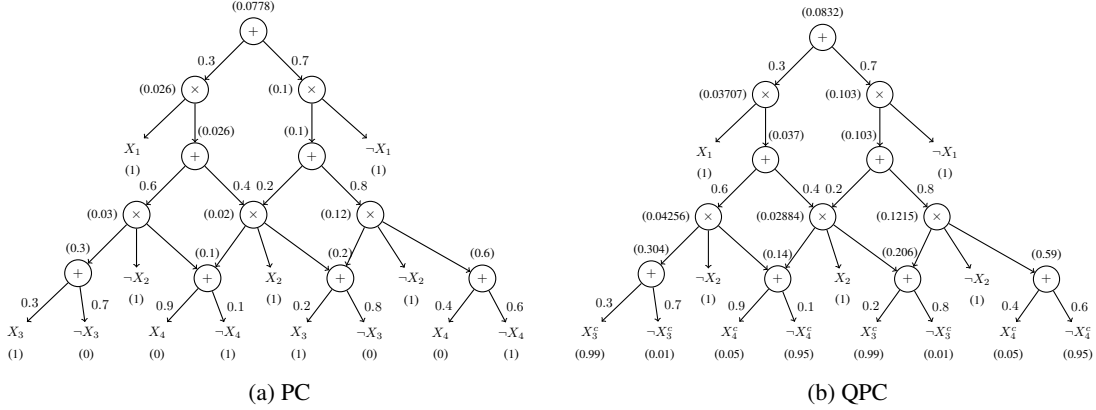 (0.0778)
+
0.3 0.7
(0.026) × (0.1) ×
(0.026) (0.1)
X1 + + ¬X1
(1) (1)
0.6 0.4 0.2 0.8
(0.03) × (0.02) × (0.12) ×
(0.3) (0.1) (0.2) (0.6)
+ ¬X2 + X2 + ¬X2 +
(1) (1) (1)
0.3 0.7 0.9 0.1 0.2 0.8 0.4 0.6
X3 ¬X3 X4 ¬X4 X3 ¬X3 X4 ¬X4
(1) (0) (0) (1) (1) (0) (0) (1)
(a) PC
(0.0832)
+
0.3 0.7
(0.03707) × (0.103) ×
(0.037) (0.103)
X1 + + ¬X1
(1) (1)
0.6 0.4 0.2 0.8
(0.04256) × (0.02884) × (0.1215) ×
(0.304) (0.14) (0.206) (0.59)
+ ¬X2 + X2 + ¬X2 +
(1) (1) (1)
0.3 0.7 0.9 0.1 0.2 0.8 0.4 0.6
X3^c ¬X3^c X4^c ¬X4^c X3^c ¬X3^c X4^c ¬X4^c
(0.99) (0.01) (0.05) (0.95) (0.99) (0.01) (0.05) (0.95)
(b) QPC